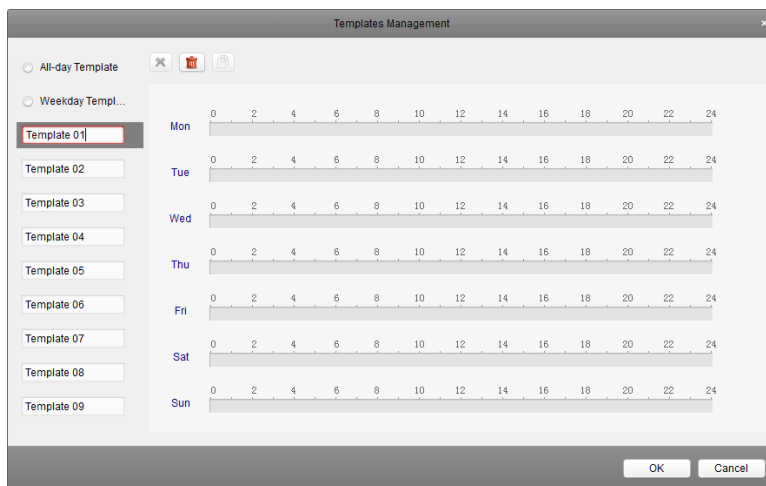 Templates Management
×
All-day Template
Weekday Templ...
Template 01
Template 02
Template 03
Template 04
Template 05
Template 06
Template 07
Template 08
Template 09
0 2 4 6 8 10 12 14 16 18 20 22 24
Mon
0 2 4 6 8 10 12 14 16 18 20 22 24
Tue
0 2 4 6 8 10 12 14 16 18 20 22 24
Wed
0 2 4 6 8 10 12 14 16 18 20 22 24
Thu
0 2 4 6 8 10 12 14 16 18 20 22 24
Fri
0 2 4 6 8 10 12 14 16 18 20 22 24
Sat
0 2 4 6 8 10 12 14 16 18 20 22 24
Sun
OK Cancel